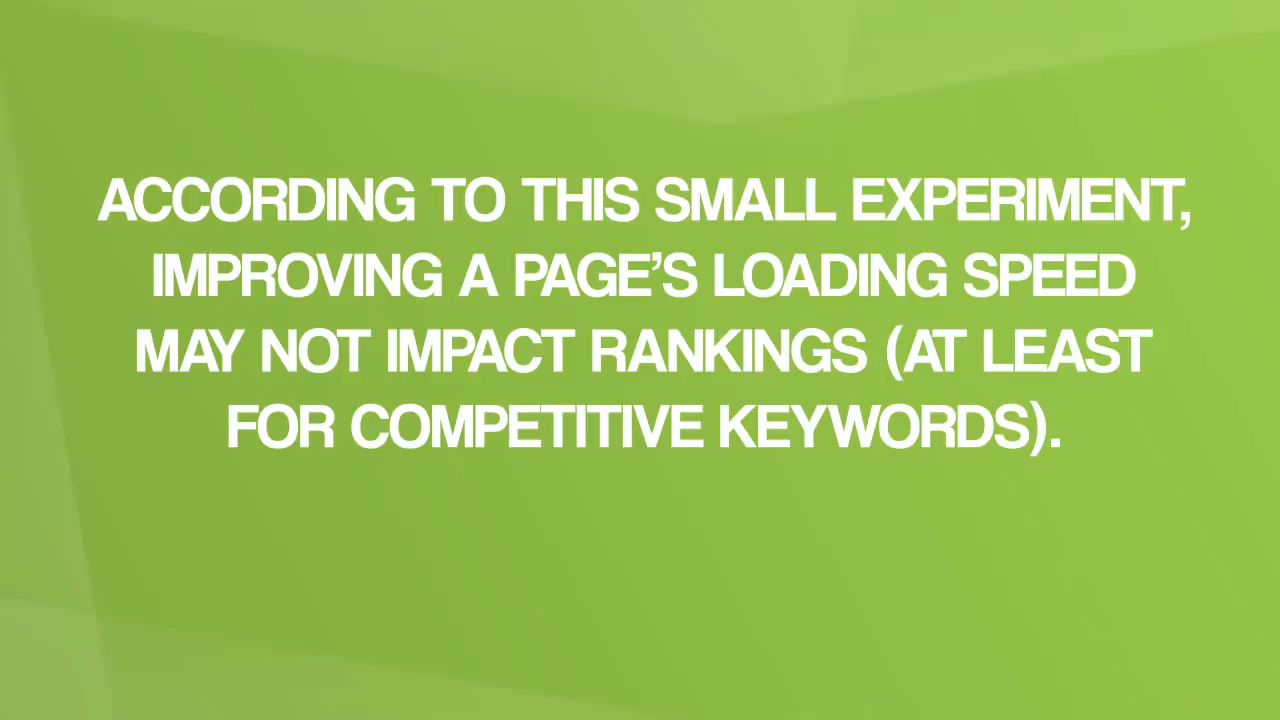 ACCORDING TO THIS SMALL EXPERIMENT,
IMPROVING A PAGE’S LOADING SPEED
MAY NOT IMPACT RANKINGS (AT LEAST
FOR COMPETITIVE KEYWORDS).